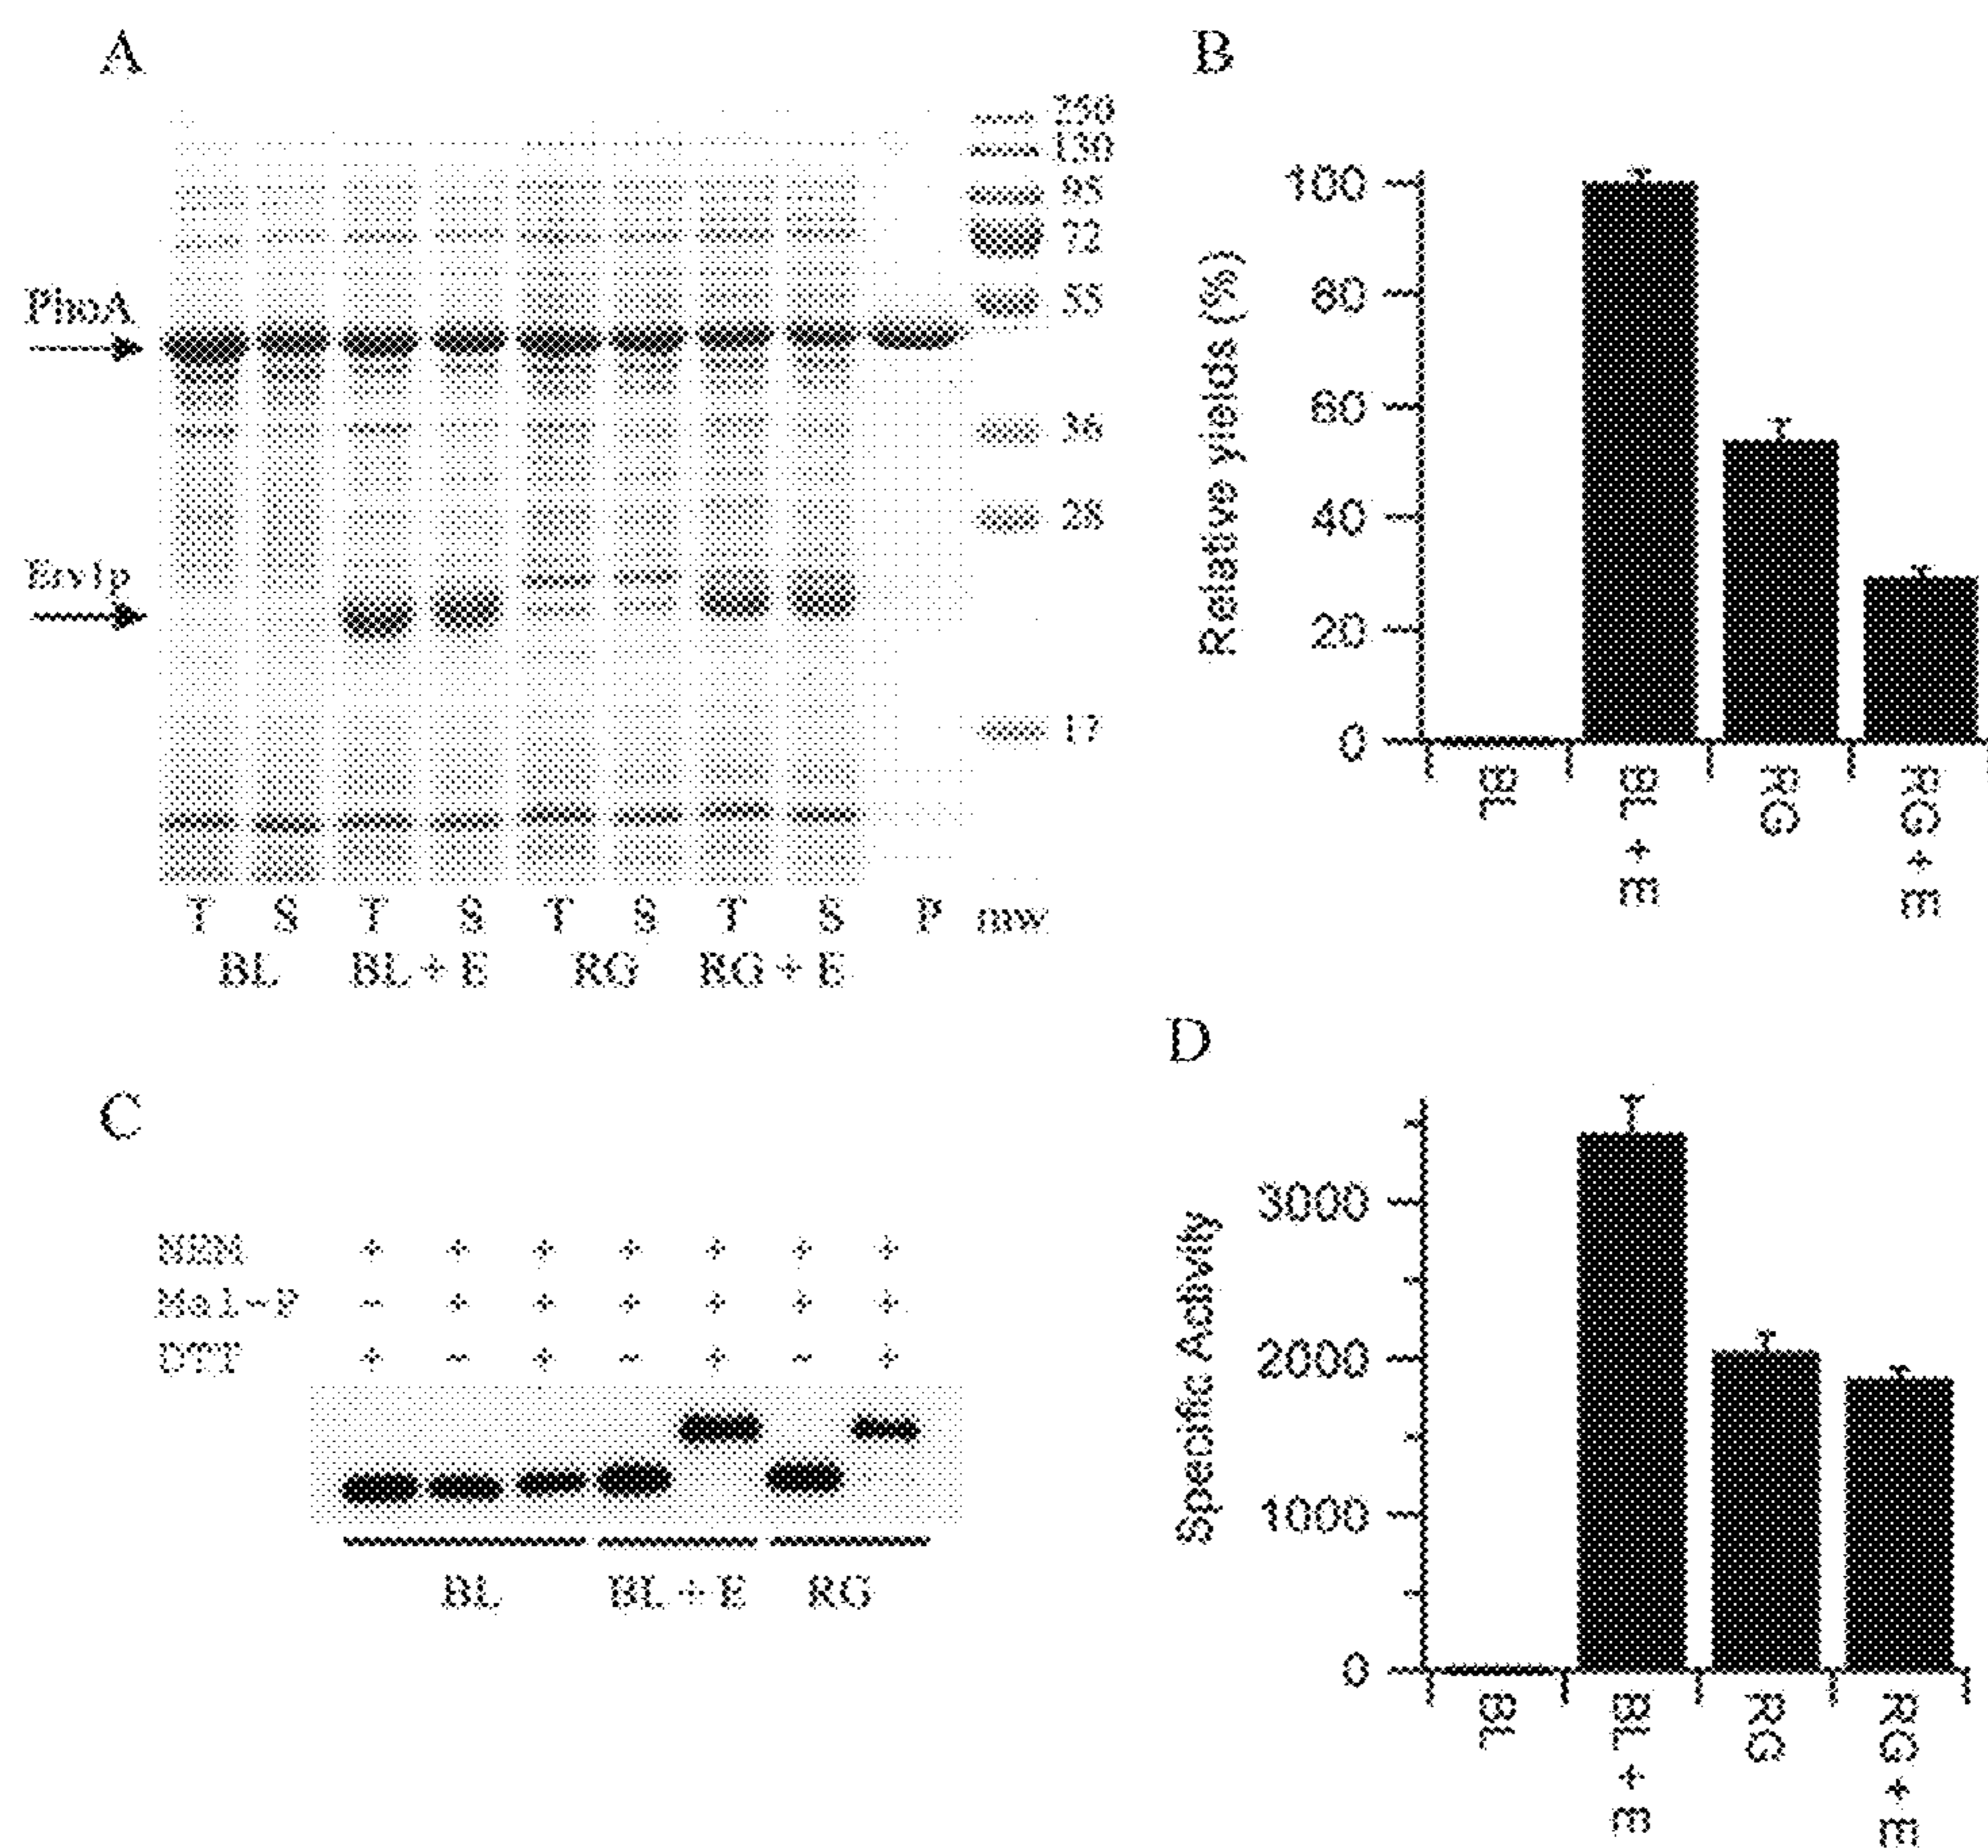 A
250
130
95
72
55
36
28
17
PhoA
Erv1p
T S T S T S T S P mw
BL BL + E RG RG + E
B
Relative yields (%)
100
80
60
40
20
0
BL
BL + E
RG
RG + E
C
NEM + + + + + + +
Mal-P - + + + + + +
DTT + - + - + - +
BL BL + E RG
D
Specific Activity
3000
2000
1000
0
BL
BL + E
RG
RG + E